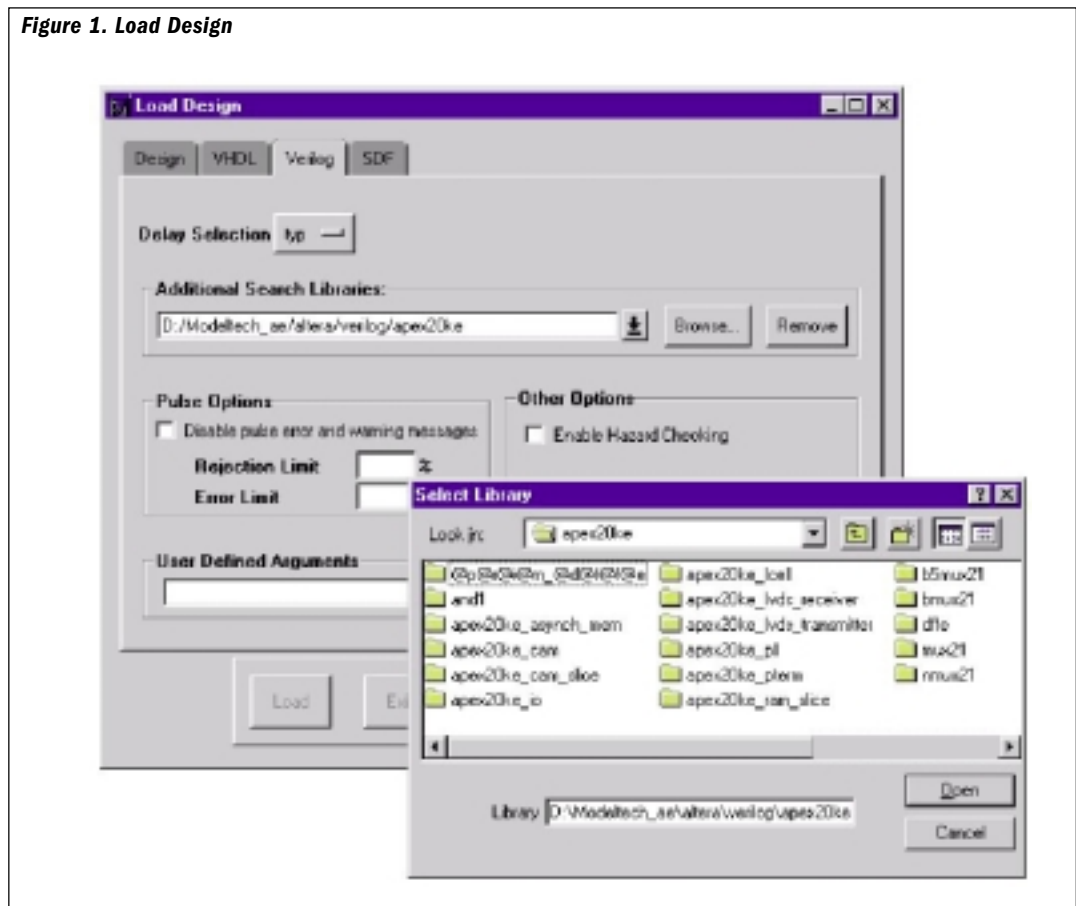 Figure 1. Load Design
Load Design
Design VHDL Verilog SDF
Delay Selection typ
Additional Search Libraries:
D:/Modeltech_ae/altera/verilog/apex20ke
Browse... Remove
Pulse Options
Disable pulse error and warning messages
Rejection Limit %
Error Limit
Other Options
Enable Hazard Checking
User Defined Arguments
Load
Select Library
Look in: apex20ke
and1
apex20ke_asynch_mem
apex20ke_cam
apex20ke_cam_slice
apex20ke_io
apex20ke_lcell
apex20ke_lvds_receiver
apex20ke_lvds_transmitter
apex20ke_pll
apex20ke_pterm
apex20ke_ram_slice
b5mux21
bmux21
mux21
nmux21
Library D:\Modeltech_ae\altera\verilog\apex20ke
Open
Cancel